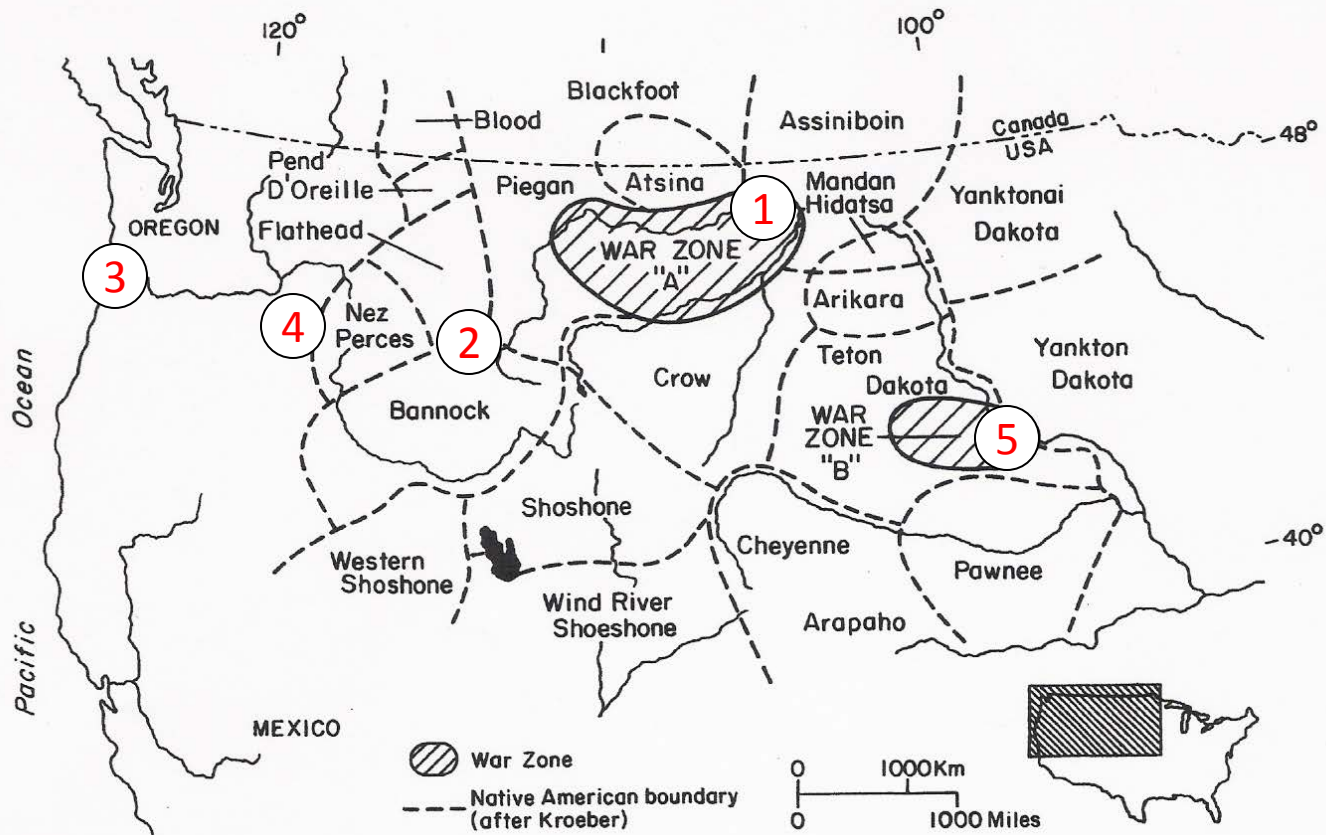 120°
100°
Blackfoot
Assiniboin
Canada
USA
48°
Blood
Pend
D'Oreille
Piegan
Atsina
Mandan
Hidatsa
Yanktonai
Dakota
1
OREGON
Flathead
WAR ZONE
"A"
3
Arikara
4
Nez
Perces
2
Teton
Dakota
Yankton
Dakota
Crow
Bannock
Ocean
WAR
ZONE
"B"
5
Shoshone
Western
Shoshone
Cheyenne
40°
Pawnee
Wind River
Shoeshone
Arapaho
Pacific
MEXICO
War Zone
Native American boundary
(after Kroeber)
0 1000Km
0 1000 Miles